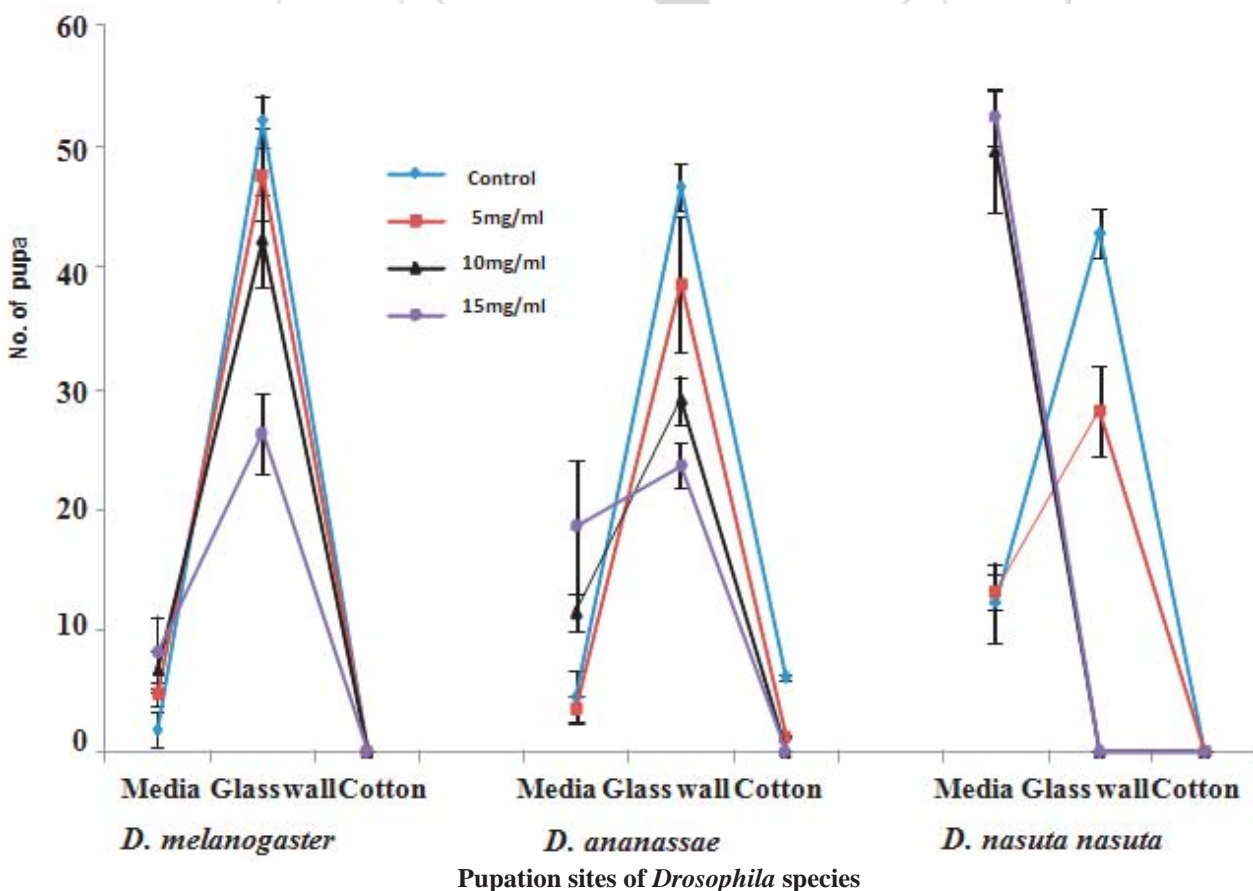 60
50
40
30
20
10
0
No. of pupa
Control
5mg/ml
10mg/ml
15mg/ml
Media Glass wall Cotton Media Glass wall Cotton Media Glass wall Cotton
D. melanogaster D. ananassae D. nasuta nasuta
Pupation sites of Drosophila species